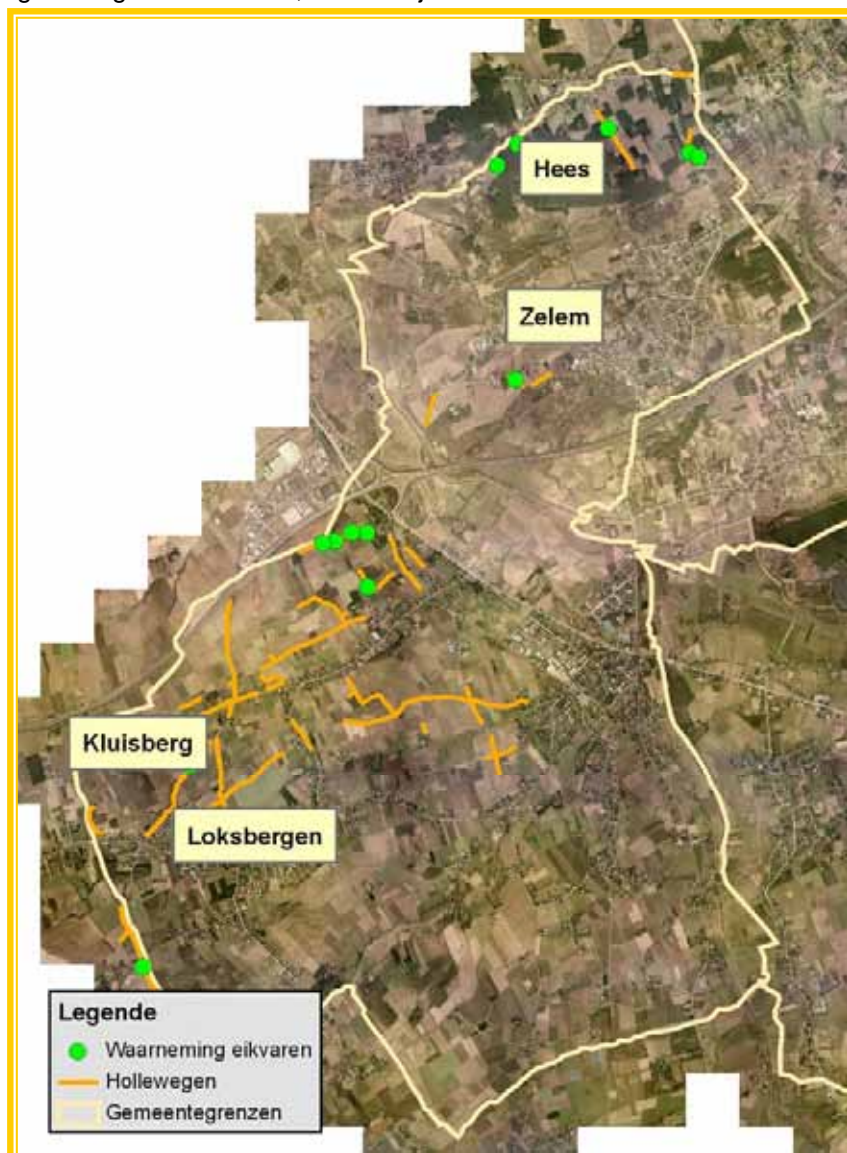 Hees
Zelem
Kluisberg
Loksbergen
Legende
Waarneming eikvaren
Hollewegen
Gemeentegrenzen